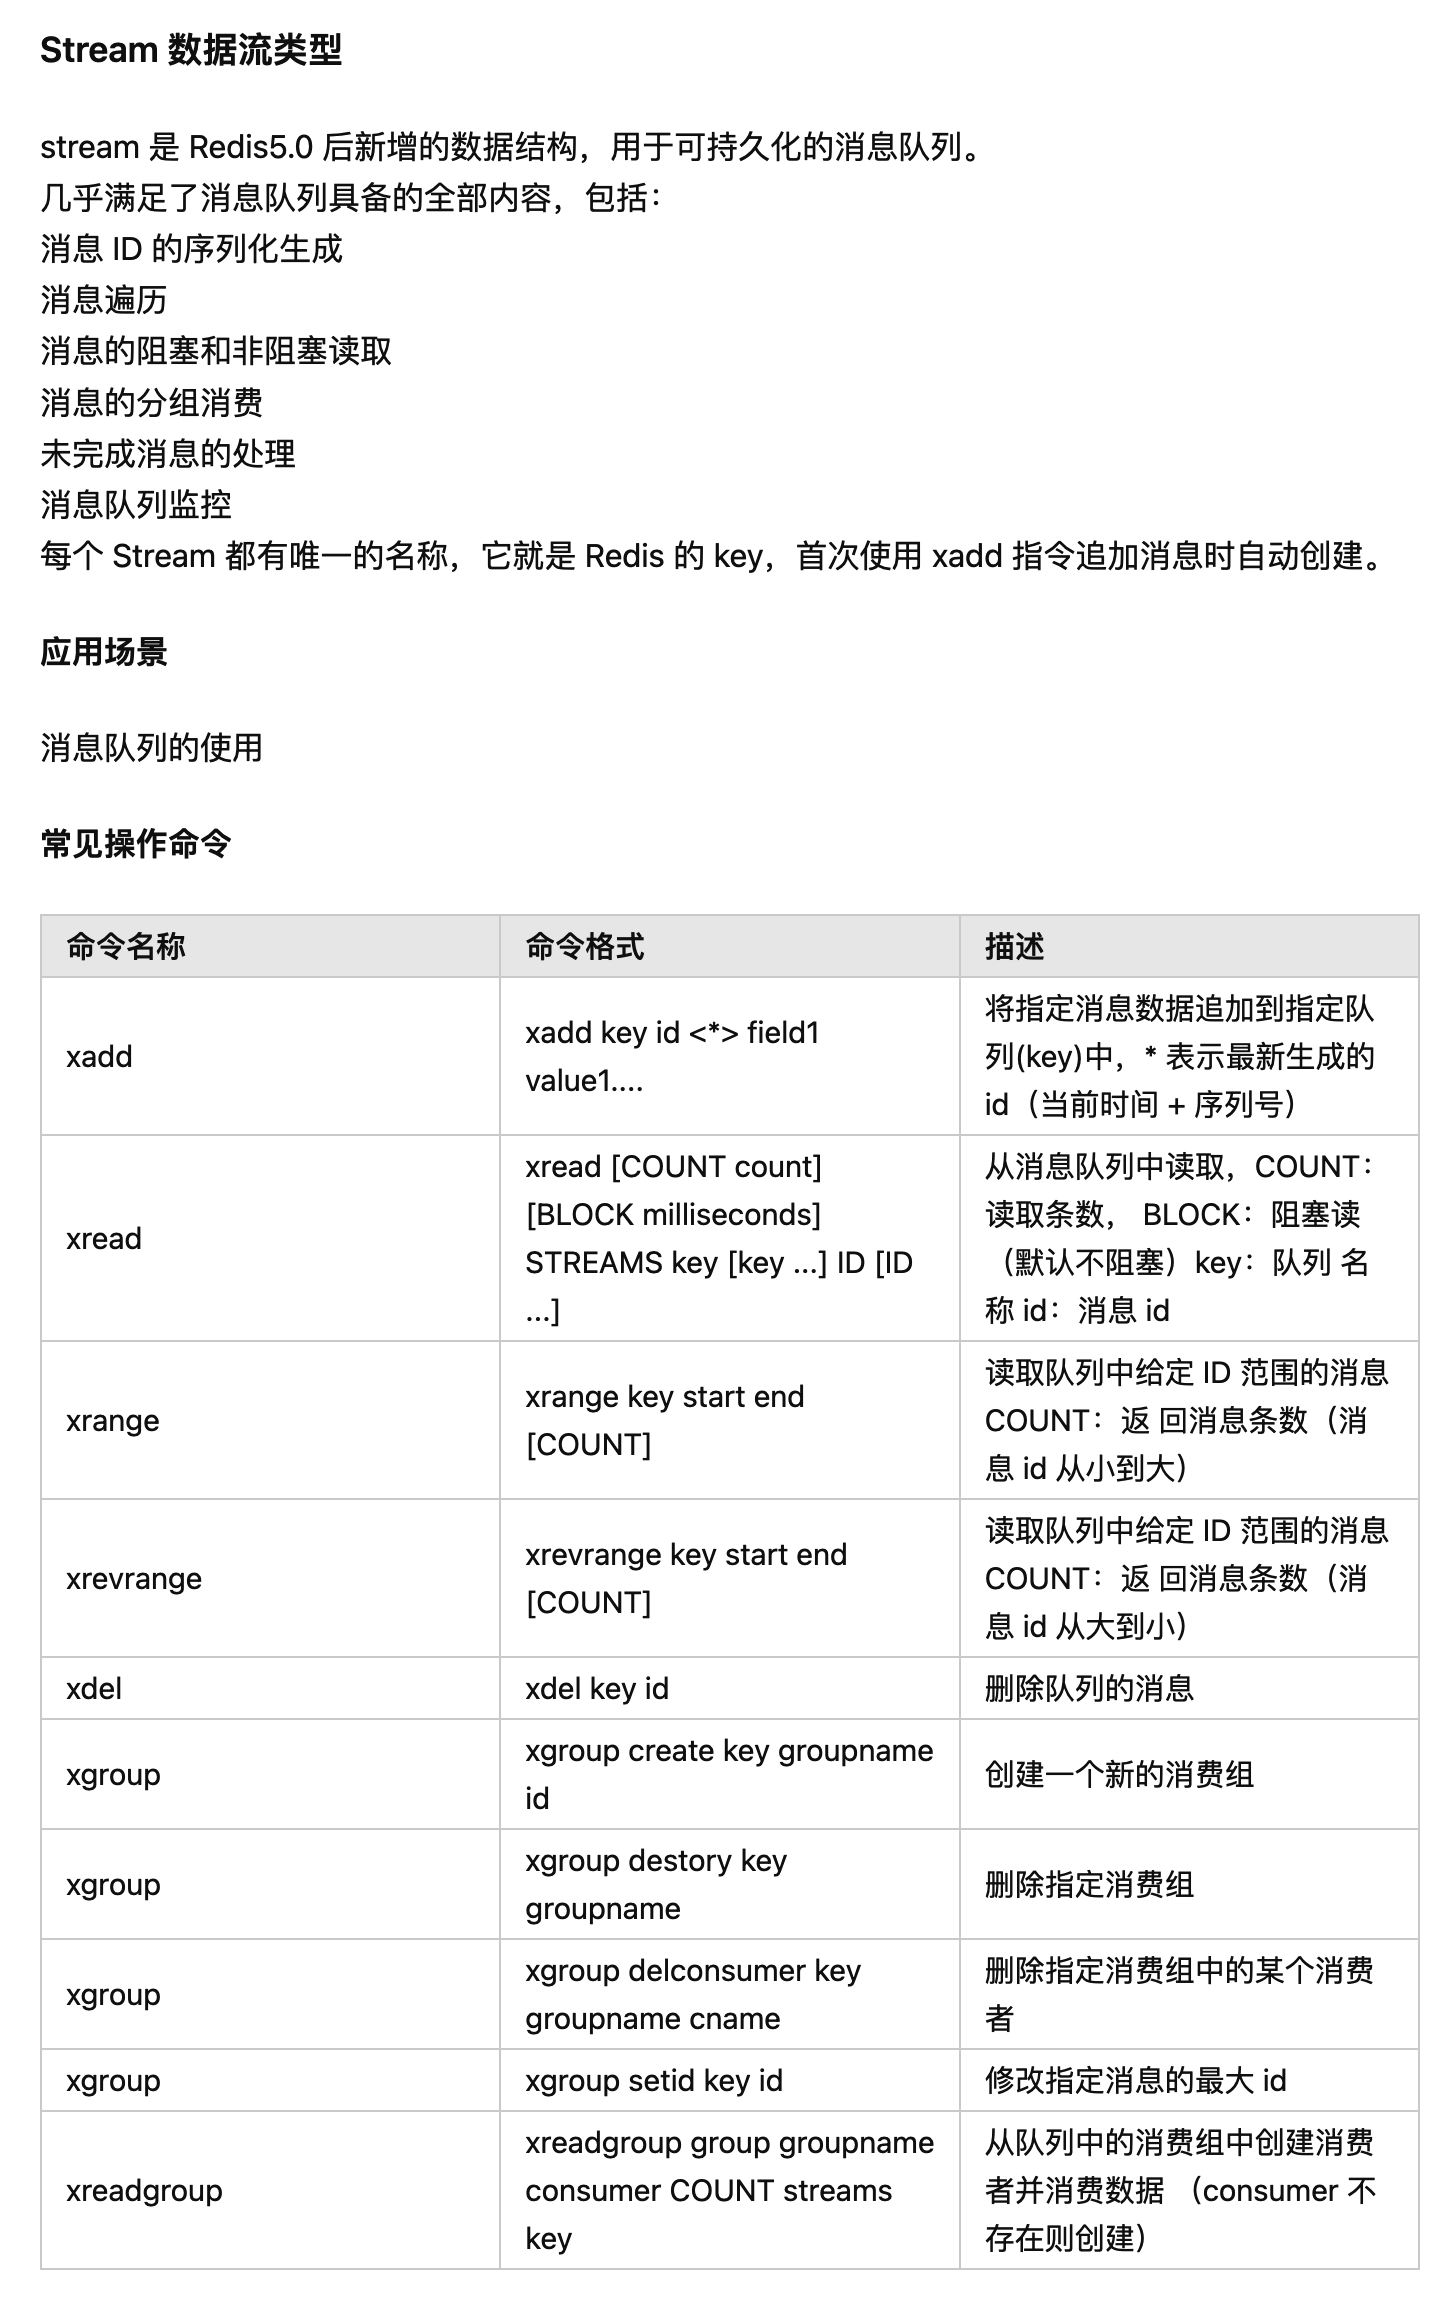 Stream 数据流类型
stream 是 Redis5.0 后新增的数据结构，用于可持久化的消息队列。
几乎满足了消息队列具备的全部内容，包括：
消息 ID 的序列化生成
消息遍历
消息的阻塞和非阻塞读取
消息的分组消费
未完成消息的处理
消息队列监控
每个 Stream 都有唯一的名称，它就是 Redis 的 key，首次使用 xadd 指令追加消息时自动创建。
应用场景
消息队列的使用
常见操作命令
命令名称
命令格式
描述
xadd
xadd key id <*> field1
value1....
将指定消息数据追加到指定队
列(key)中，* 表示最新生成的
id（当前时间 + 序列号）
xread
xread [COUNT count]
[BLOCK milliseconds]
STREAMS key [key ...] ID [ID
...]
从消息队列中读取，COUNT：
读取条数， BLOCK：阻塞读
（默认不阻塞）key：队列 名
称 id：消息 id
xrange
xrange key start end
[COUNT]
读取队列中给定 ID 范围的消息
COUNT：返 回消息条数（消
息 id 从小到大）
xrevrange
xrevrange key start end
[COUNT]
读取队列中给定 ID 范围的消息
COUNT：返 回消息条数（消
息 id 从大到小）
xdel
xdel key id
删除队列的消息
xgroup
xgroup create key groupname
id
创建一个新的消费组
xgroup
xgroup destory key
groupname
删除指定消费组
xgroup
xgroup delconsumer key
groupname cname
删除指定消费组中的某个消费
者
xgroup
xgroup setid key id
修改指定消息的最大 id
xreadgroup
xreadgroup group groupname
consumer COUNT streams
key
从队列中的消费组中创建消费
者并消费数据 （consumer 不
存在则创建）